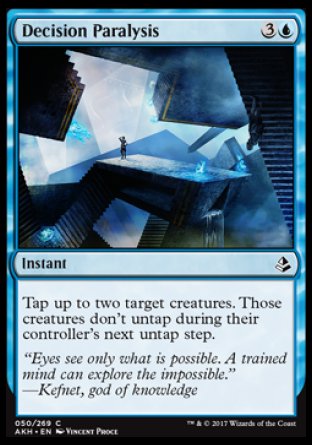 Decision Paralysis 3
Instant
Tap up to two target creatures. Those
creatures don't untap during their
controller's next untap step.
"Eyes see only what is possible. A trained
mind can explore the impossible."
—Kefnet, god of knowledge
050/269 C
AKH • EN Vincent Proce ™ & © 2017 Wizards of the Coast